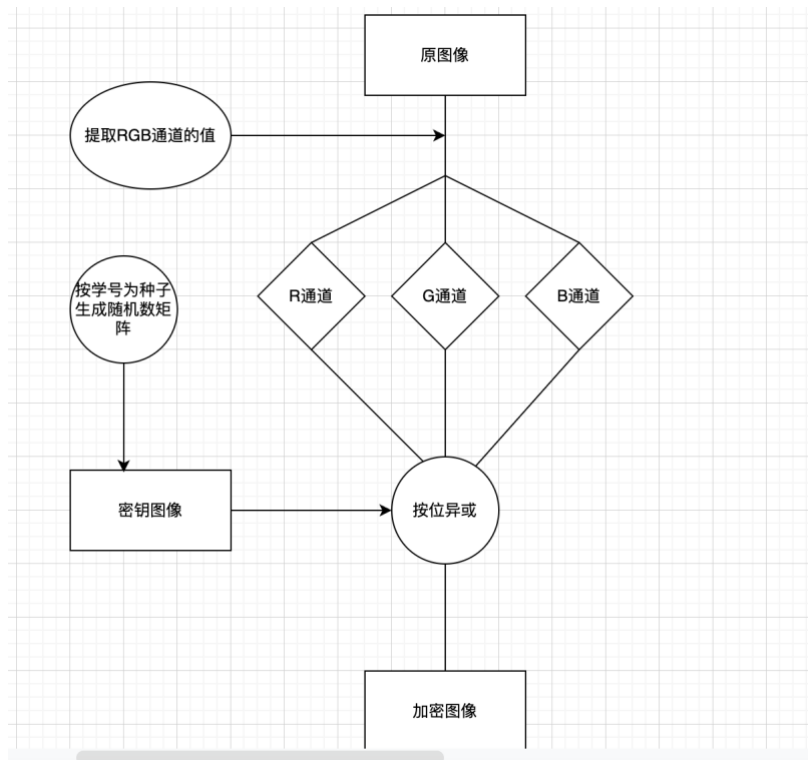 原图像
提取RGB通道的值
按学号为种子
生成随机数矩
阵
R通道
G通道
B通道
密钥图像
按位异或
加密图像